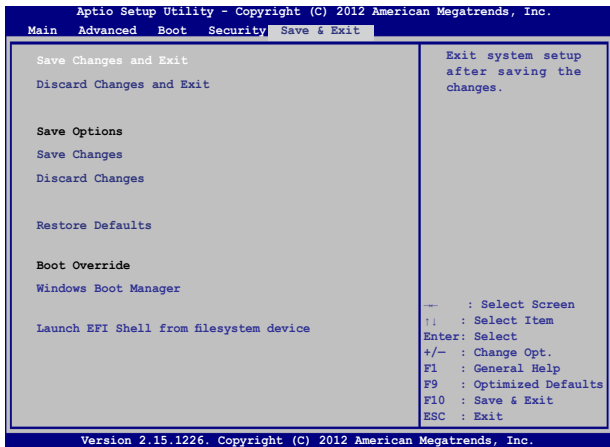 Aptio Setup Utility - Copyright (C) 2012 American Megatrends, Inc.
Main Advanced Boot Security Save & Exit
Save Changes and Exit
Discard Changes and Exit
Save Options
Save Changes
Discard Changes
Restore Defaults
Boot Override
Windows Boot Manager
Launch EFI Shell from filesystem device
Exit system setup
after saving the
changes.
→← : Select Screen
↑↓ : Select Item
Enter: Select
+/— : Change Opt.
F1 : General Help
F9 : Optimized Defaults
F10 : Save & Exit
ESC : Exit
Version 2.15.1226. Copyright (C) 2012 American Megatrends, Inc.